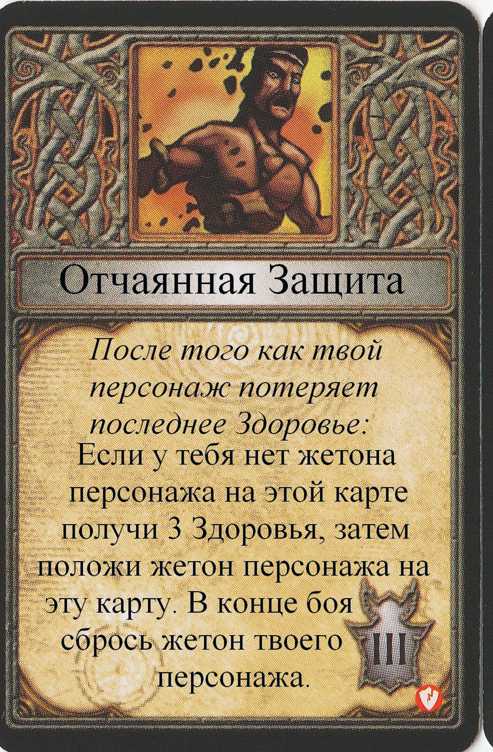 Отчаянная Защита
После того как твой
персонаж потеряет
последнее Здоровье:
Если у тебя нет жетона
персонажа на этой карте
получи 3 Здоровья, затем
положи жетон персонажа на
эту карту. В конце боя
сбрось жетон твоего
персонажа.
III